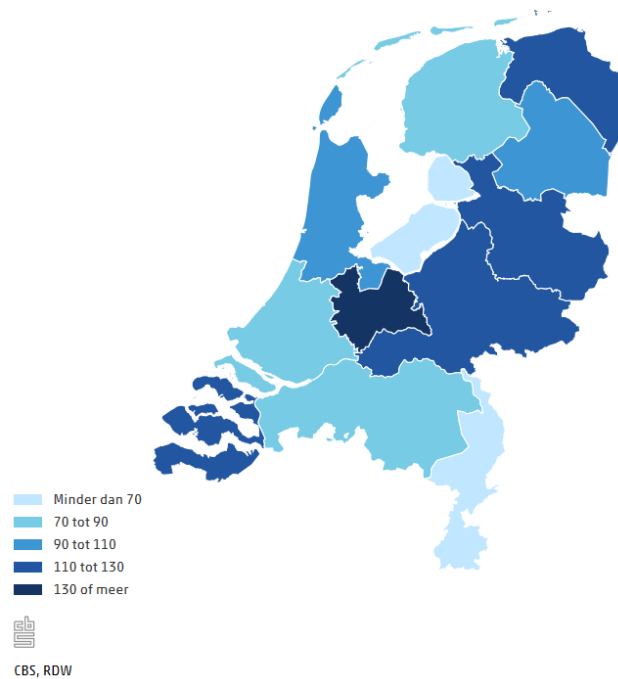 Minder dan 70
70 tot 90
90 tot 110
110 tot 130
130 of meer
cbs
CBS, RDW